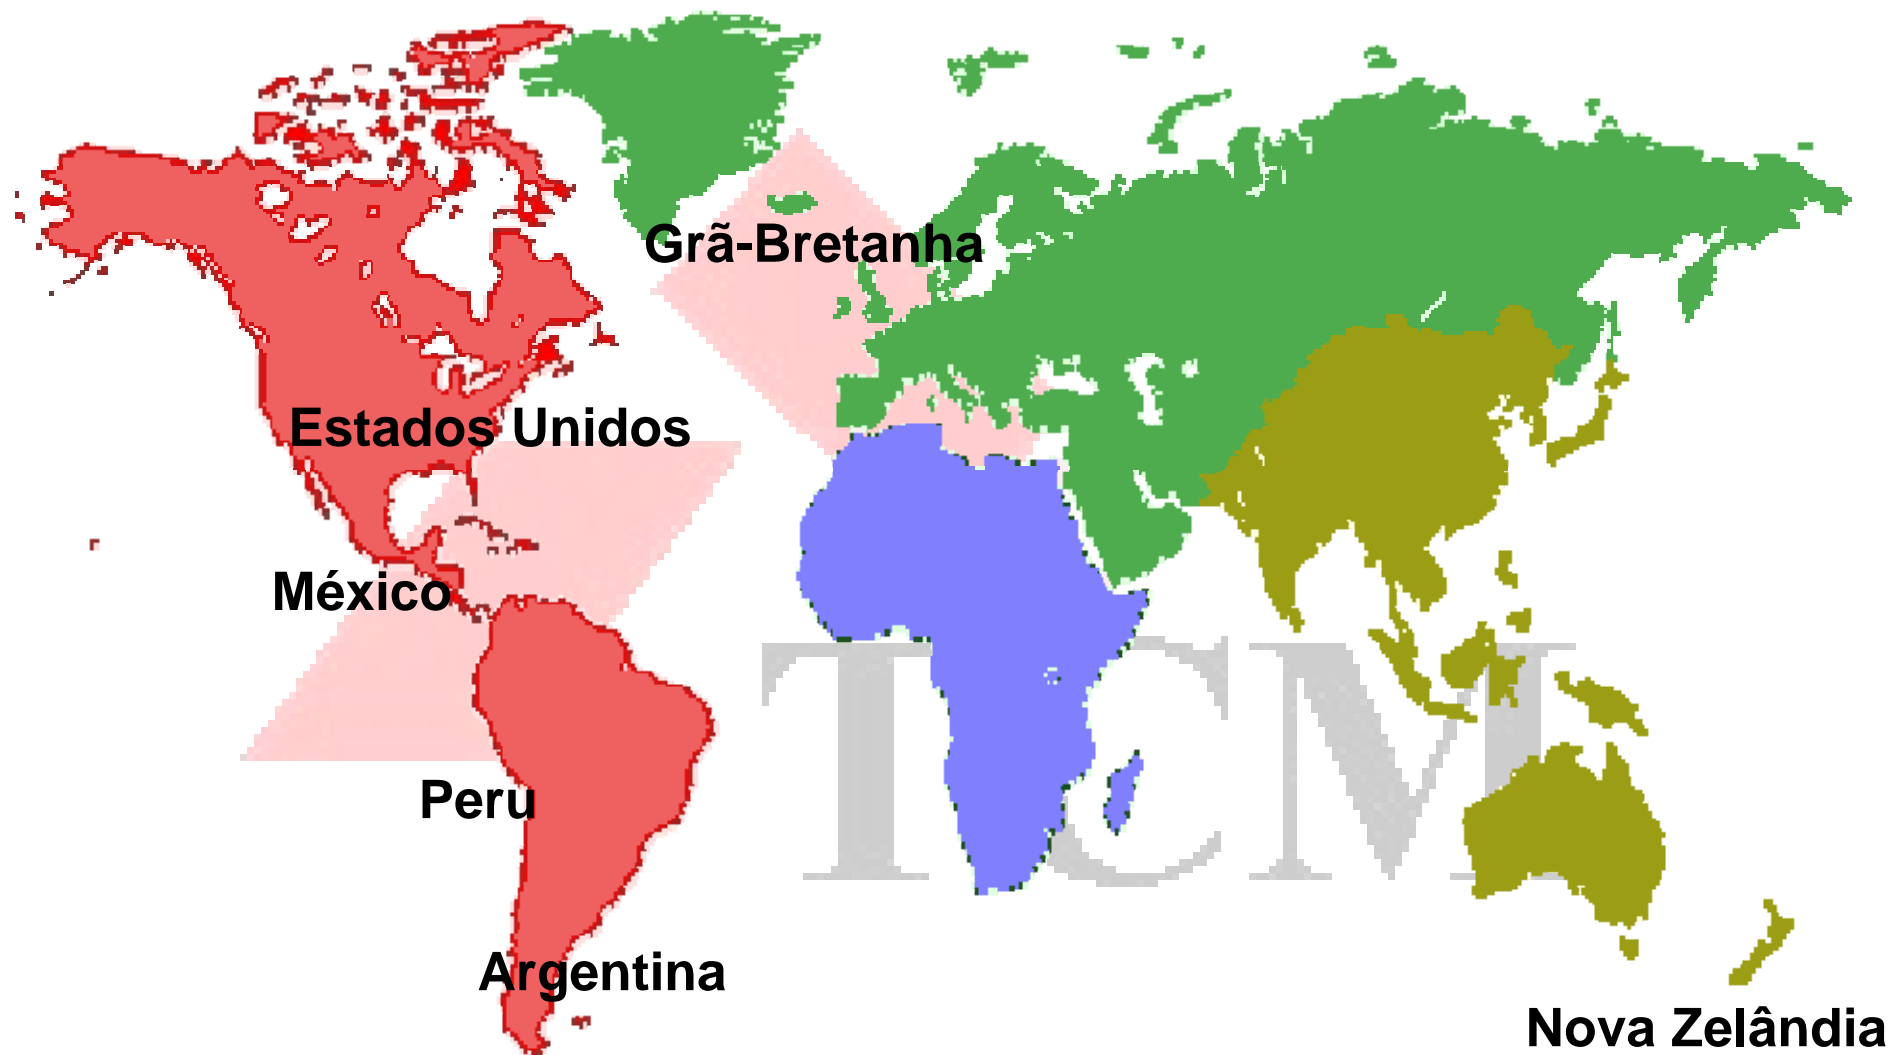 Grã-Bretanha
Estados Unidos
México
TCM
Peru
Argentina
Nova Zelândia